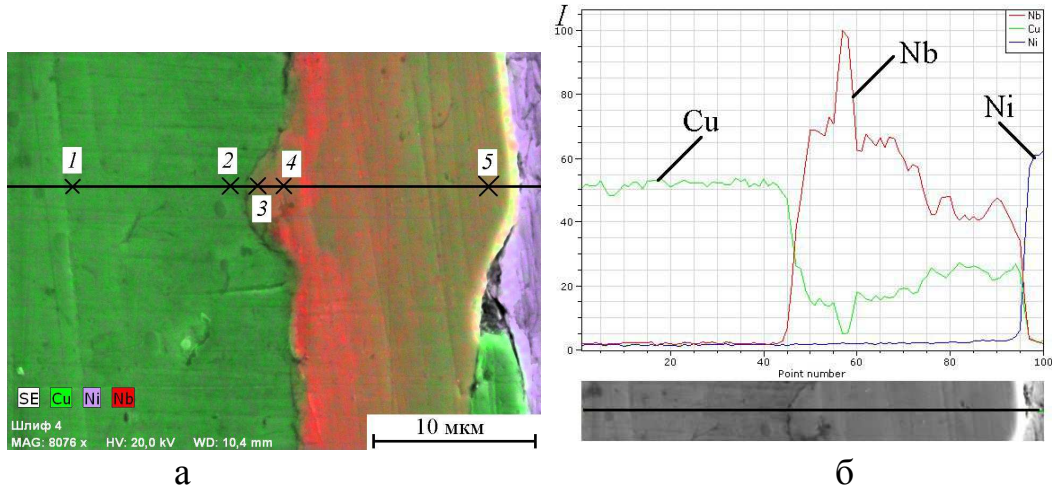 1
2
3
4
5
SE Cu Ni Nb
Шлиф 4
MAG: 8076 x HV: 20,0 kV WD: 10,4 mm
10 мкм
а
I
100
80
60
40
20
0
20
40
60
80
100
Point number
Nb
Cu
Ni
Cu
Nb
Ni
б